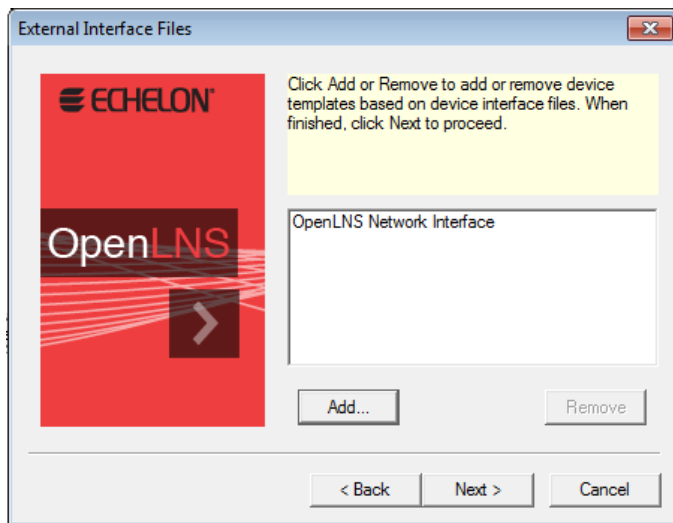 External Interface Files
ECHELON
Click Add or Remove to add or remove device
templates based on device interface files. When
finished, click Next to proceed.
OpenLNS
OpenLNS Network Interface
Add...
Remove
< Back
Next >
Cancel